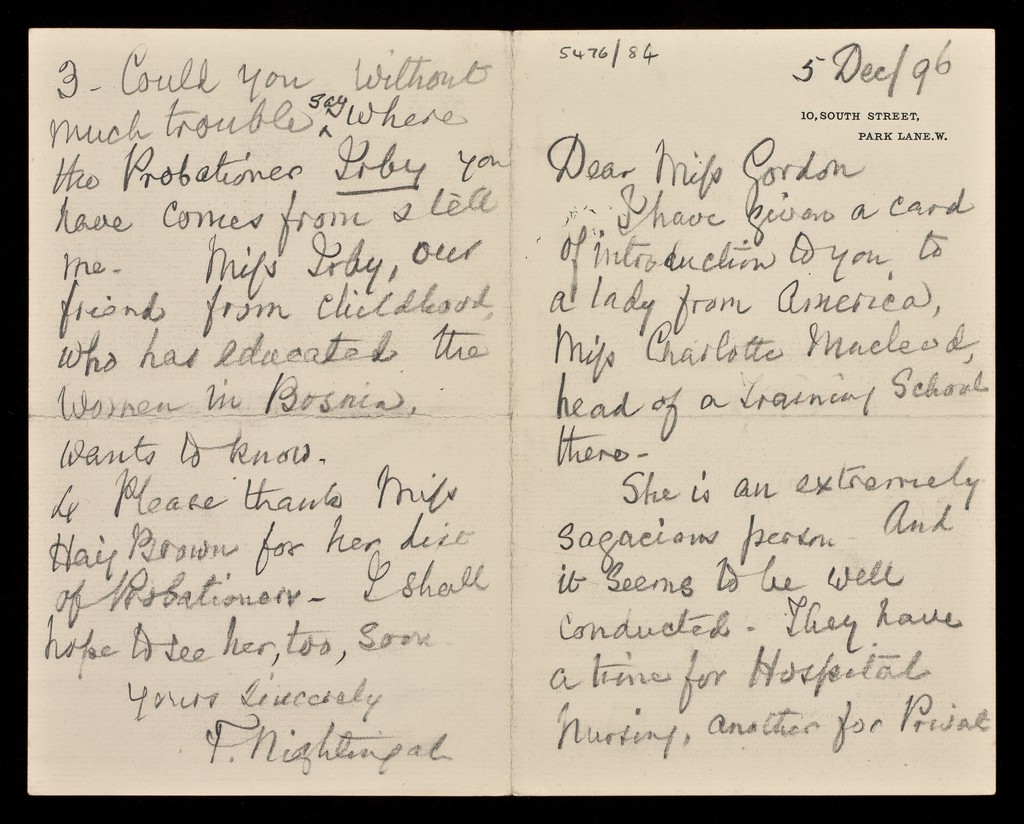 5476/84
5 Dec/96
10, SOUTH STREET,
PARK LANE. W.
Dear Miss Gordon
I have given a card
of introduction to you, to
a lady from America,
Miss Charlotte Macleod,
head of a Training School
there -
She is an extremely
sagacious person And
it seems to be well
conducted - They have
a time for Hospital
Nursing, another for Privat
3 - Could you without
much trouble say where
the Probationer Irby you
have comes from & tell
me - Miss Irby, our
friend from childhood,
who has educated the
women in Bosnia,
wants to know.
4 Please thank Miss
Haig Brown for her list
of Probationers - I shall
hope to see her, too, soon
Yours sincerely
F. Nightingale